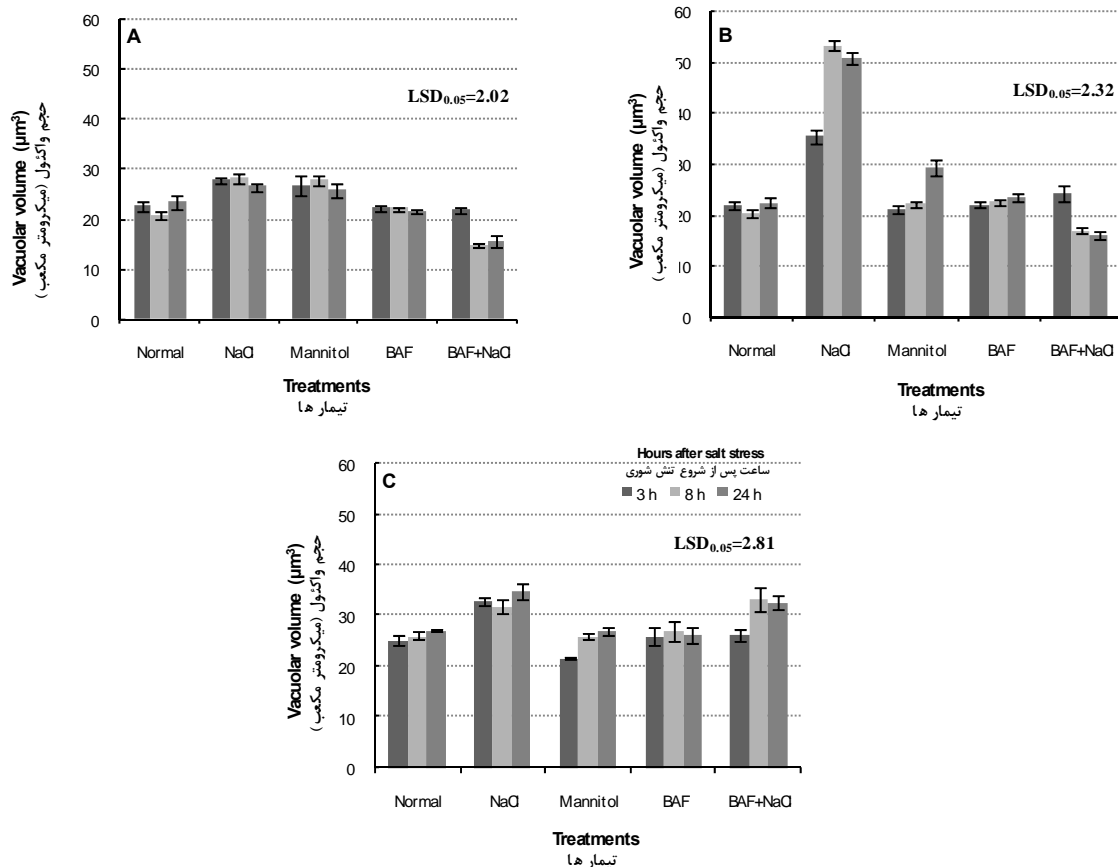 A
60
50
40
30
20
10
0
LSD0.05=2.02
Vacuolar volume (µm³)
حجم واکئول (میکرومتر مکعب)
Normal NaCl Mannitol BAF BAF+NaCl
Treatments
تیمار ها
B
60
50
40
30
20
10
0
LSD0.05=2.32
Vacuolar volume (µm³)
حجم واکئول (میکرومتر مکعب)
Normal NaCl Mannitol BAF BAF+NaCl
Treatments
تیمار ها
C
Hours after salt stress
ساعت پس از شروع تنش شوری
3 h 8 h 24 h
60
50
40
30
20
10
0
LSD0.05=2.81
Vacuolar volume (µm³)
حجم واکئول (میکرومتر مکعب)
Normal NaCl Mannitol BAF BAF+NaCl
Treatments
تیمار ها